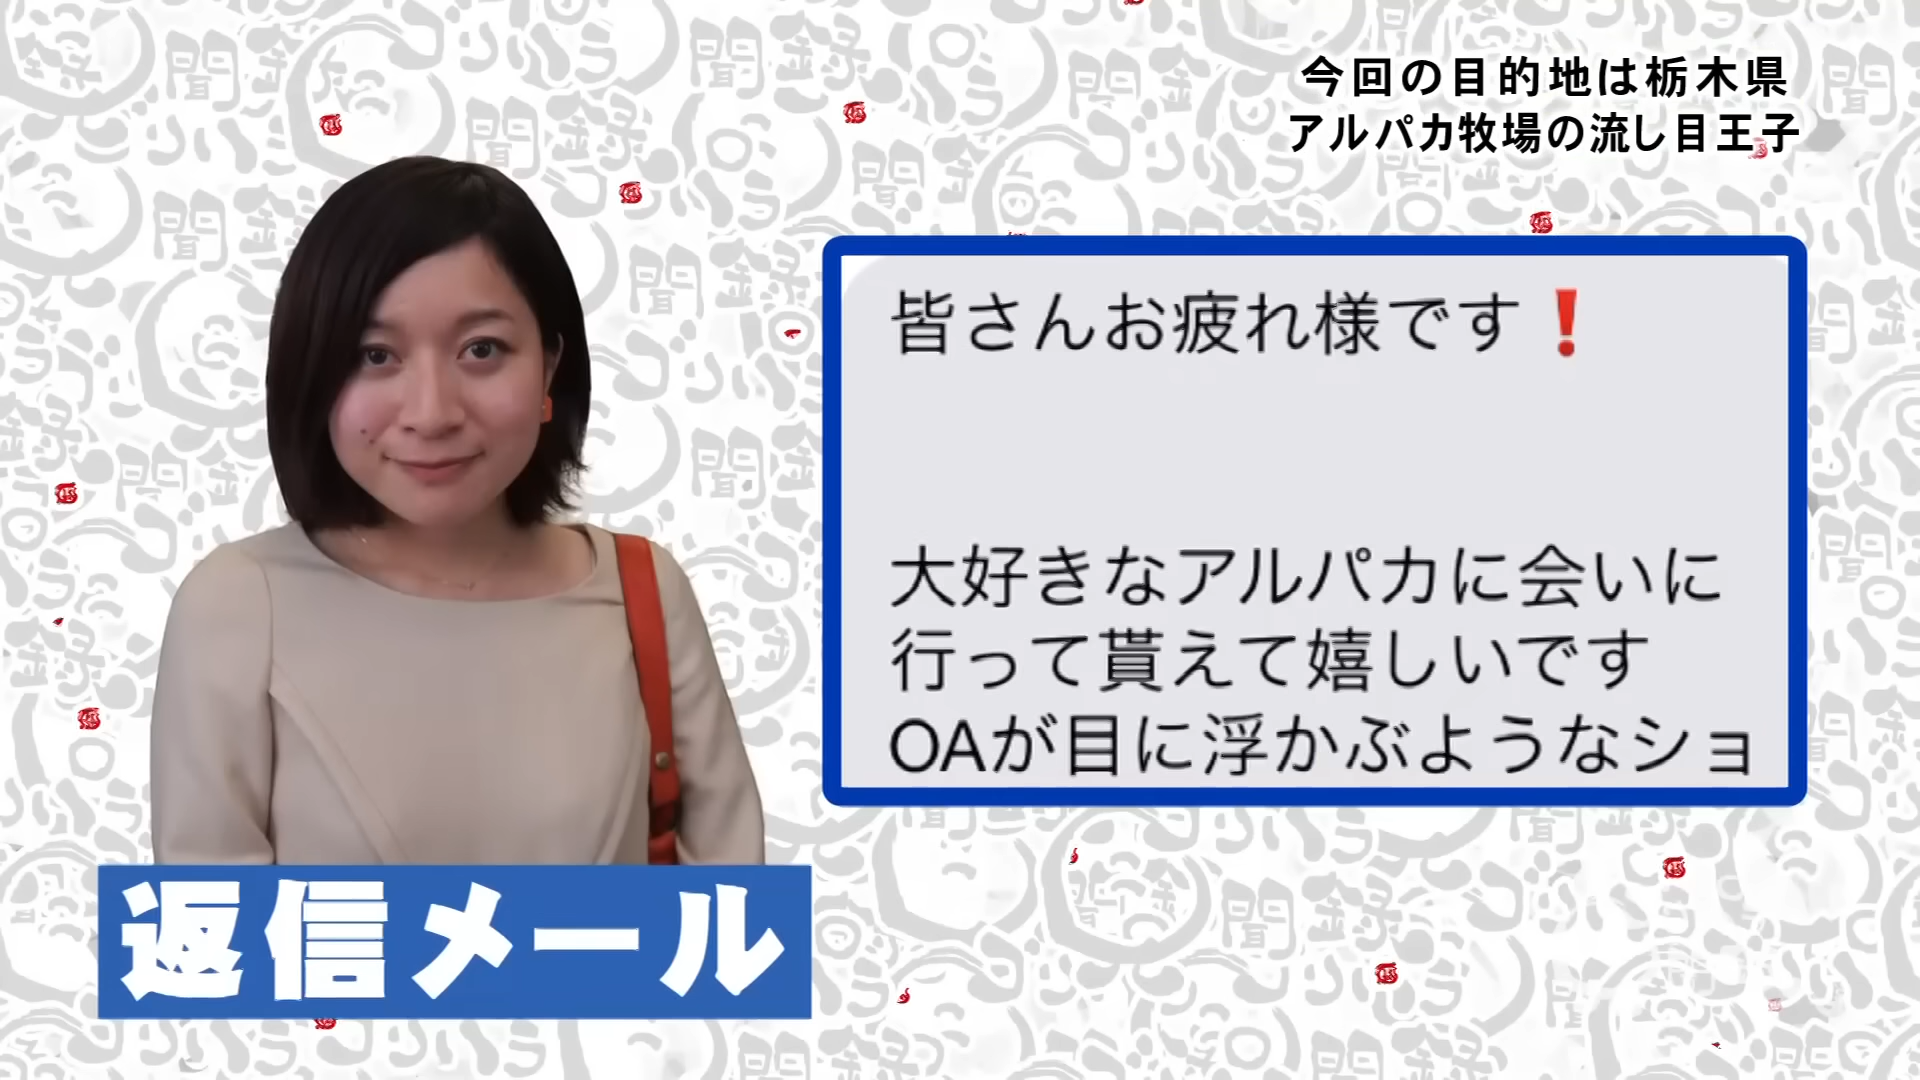 今回の目的地は栃木県
アルパカ牧場の流し目王子
皆さんお疲れ様です❗
大好きなアルパカに会いに
行って貰えて嬉しいです
OAが目に浮かぶようなショ
返信メール